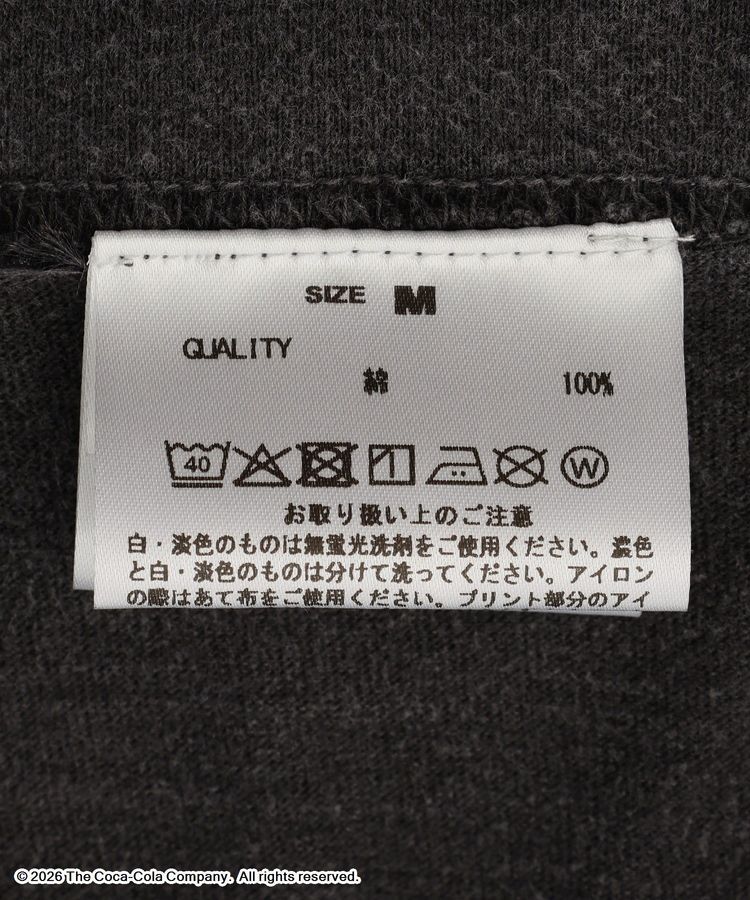 SIZE M
QUALITY
綿 100%
40
W
お取り扱い上のご注意
白・淡色のものは無蛍光洗剤をご使用ください。濃色
と白・淡色のものは分けて洗ってください。アイロン
の際はあて布をご使用ください。プリント部分のアイ
© 2026 The Coca-Cola Company. All rights reserved.